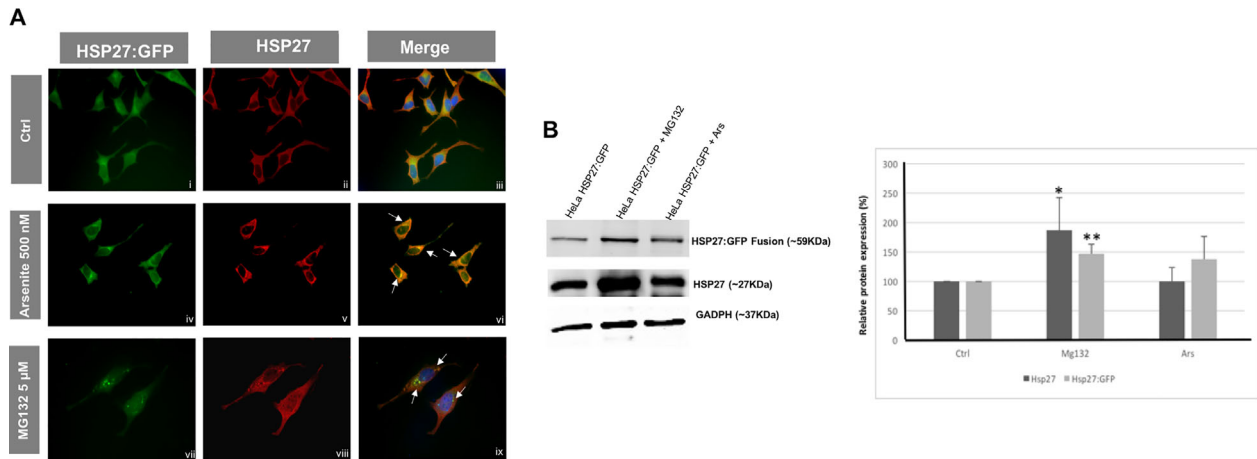 A
HSP27:GFP
HSP27
Merge
Ctrl
i
ii
iii
Arsenite 500 nM
iv
v
vi
MG132 5 µM
vii
viii
ix
B
HeLa HSP27:GFP
HeLa HSP27:GFP + MG132
HeLa HSP27:GFP + Ars
HSP27:GFP Fusion (~59KDa)
HSP27 (~27KDa)
GADPH (~37KDa)
Relative protein expression (%)
300
250
200
150
100
50
0
*
**
Ctrl
Mg132
Ars
Hsp27
Hsp27:GFP